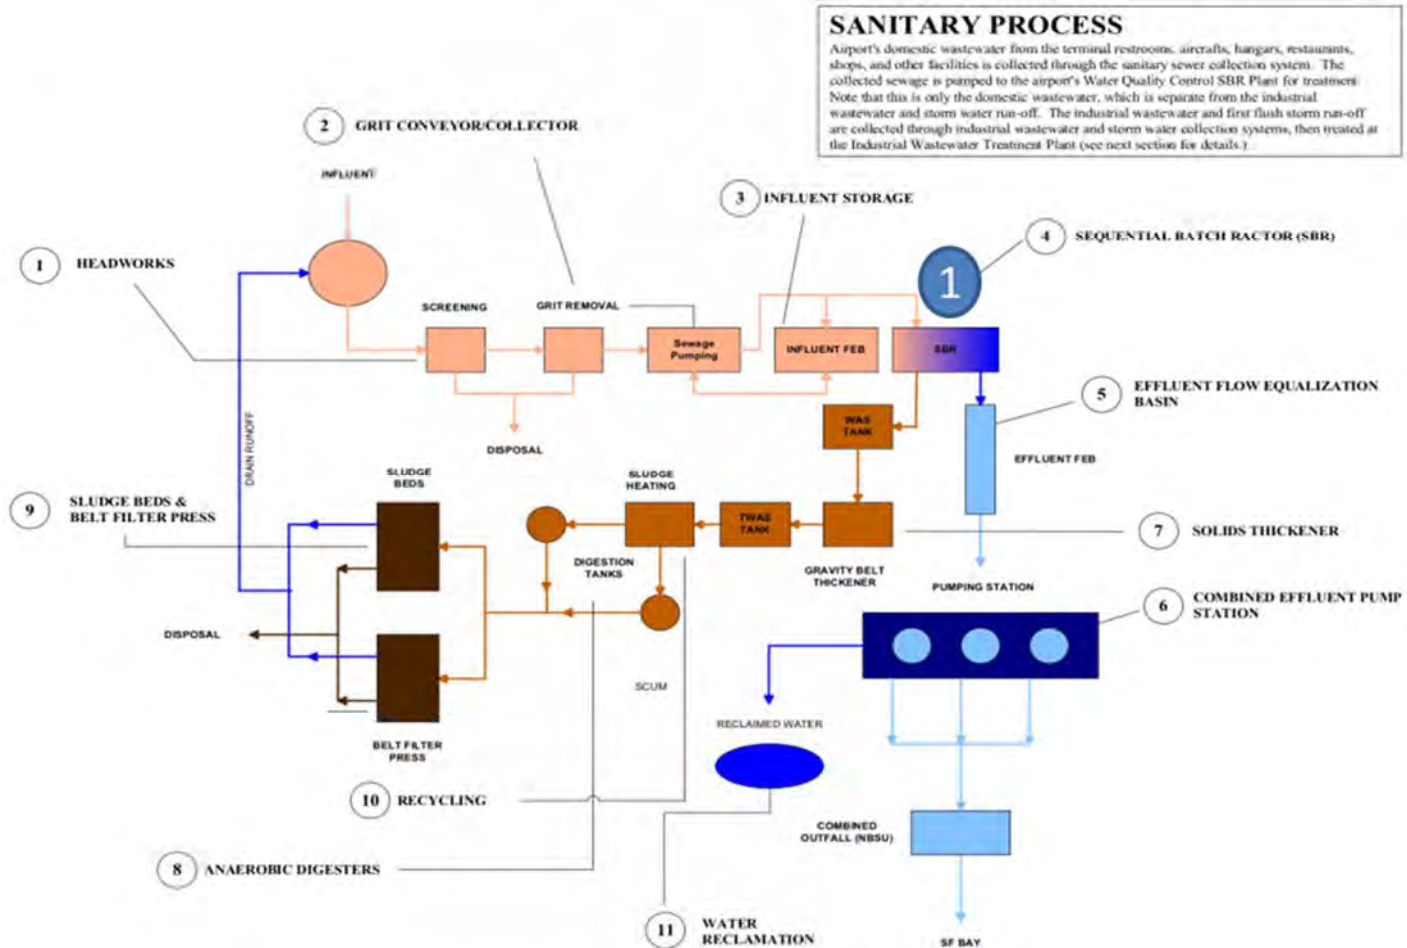 SANITARY PROCESS
Airport's domestic wastewater from the terminal restrooms, aircrafts, hangars, restaurants,
shops, and other facilities is collected through the sanitary sewer collection system. The
collected sewage is pumped to the airport's Water Quality Control SBR Plant for treatment
Note that this is only the domestic wastewater, which is separate from the industrial
wastewater and storm water run-off. The industrial wastewater and first flush storm run-off
are collected through industrial wastewater and storm water collection systems, then treated at
the Industrial Wastewater Treatment Plant (see next section for details.)
2 GRIT CONVEYOR/COLLECTOR
INFLUENT
3 INFLUENT STORAGE
4 SEQUENTIAL BATCH RACTOR (SBR)
1 HEADWORKS
1
SCREENING
GRIT REMOVAL
Sewage
Pumping
INFLUENT FEB
SBR
5 EFFLUENT FLOW EQUALIZATION
BASIN
DRAIN RUNOFF
DISPOSAL
WAS
TANK
EFFLUENT FEB
SLUDGE
BEDS
SLUDGE
HEATING
9 SLUDGE BEDS &
BELT FILTER PRESS
TWAS
TANK
7 SOLIDS THICKENER
DIGESTION
TANKS
GRAVITY BELT
THICKENER
PUMPING STATION
6 COMBINED EFFLUENT PUMP
STATION
DISPOSAL
SCUM
RECLAIMED WATER
BELT FILTER
PRESS
10 RECYCLING
COMBINED
OUTFALL (NBSU)
8 ANAEROBIC DIGESTERS
11 WATER
RECLAMATION
SF BAY